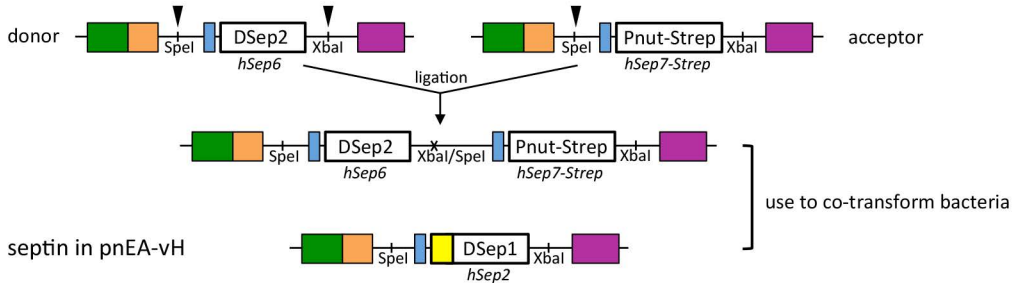 donor
SpeI
DSep2
XbaI
hSep6
SpeI
Pnut-Strep
XbaI
hSep7-Strep
acceptor
ligation
SpeI
DSep2
XbaI/SpeI
Pnut-Strep
XbaI
hSep6
hSep7-Strep
use to co-transform bacteria
septin in pnEA-vH
SpeI
DSep1
XbaI
hSep2